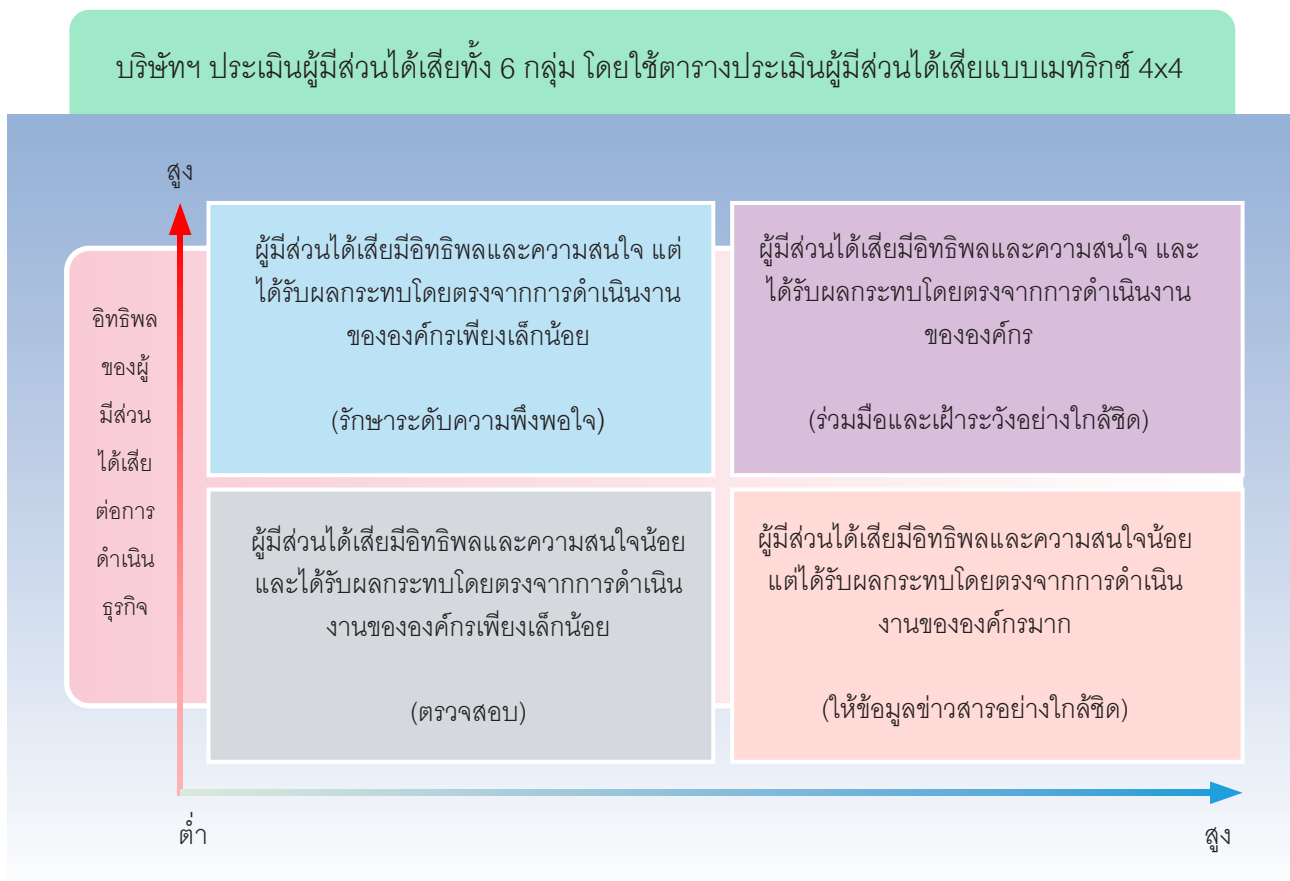 บริษัทฯ ประเมินผู้มีส่วนได้เสียทั้ง 6 กลุ่ม โดยใช้ตารางประเมินผู้มีส่วนได้เสียแบบเมทริกซ์ 4x4
สูง
อิทธิพล
ของผู้
มีส่วน
ได้เสีย
ต่อการ
ดำเนิน
ธุรกิจ
ผู้มีส่วนได้เสียมีอิทธิพลและความสนใจ แต่
ได้รับผลกระทบโดยตรงจากการดำเนินงาน
ขององค์กรเพียงเล็กน้อย
(รักษาระดับความพึงพอใจ)
ผู้มีส่วนได้เสียมีอิทธิพลและความสนใจ และ
ได้รับผลกระทบโดยตรงจากการดำเนินงาน
ขององค์กร
(ร่วมมือและเฝ้าระวังอย่างใกล้ชิด)
ผู้มีส่วนได้เสียมีอิทธิพลและความสนใจน้อย
และได้รับผลกระทบโดยตรงจากการดำเนิน
งานขององค์กรเพียงเล็กน้อย
(ตรวจสอบ)
ผู้มีส่วนได้เสียมีอิทธิพลและความสนใจน้อย
แต่ได้รับผลกระทบโดยตรงจากการดำเนิน
งานขององค์กรมาก
(ให้ข้อมูลข่าวสารอย่างใกล้ชิด)
ต่ำ
สูง